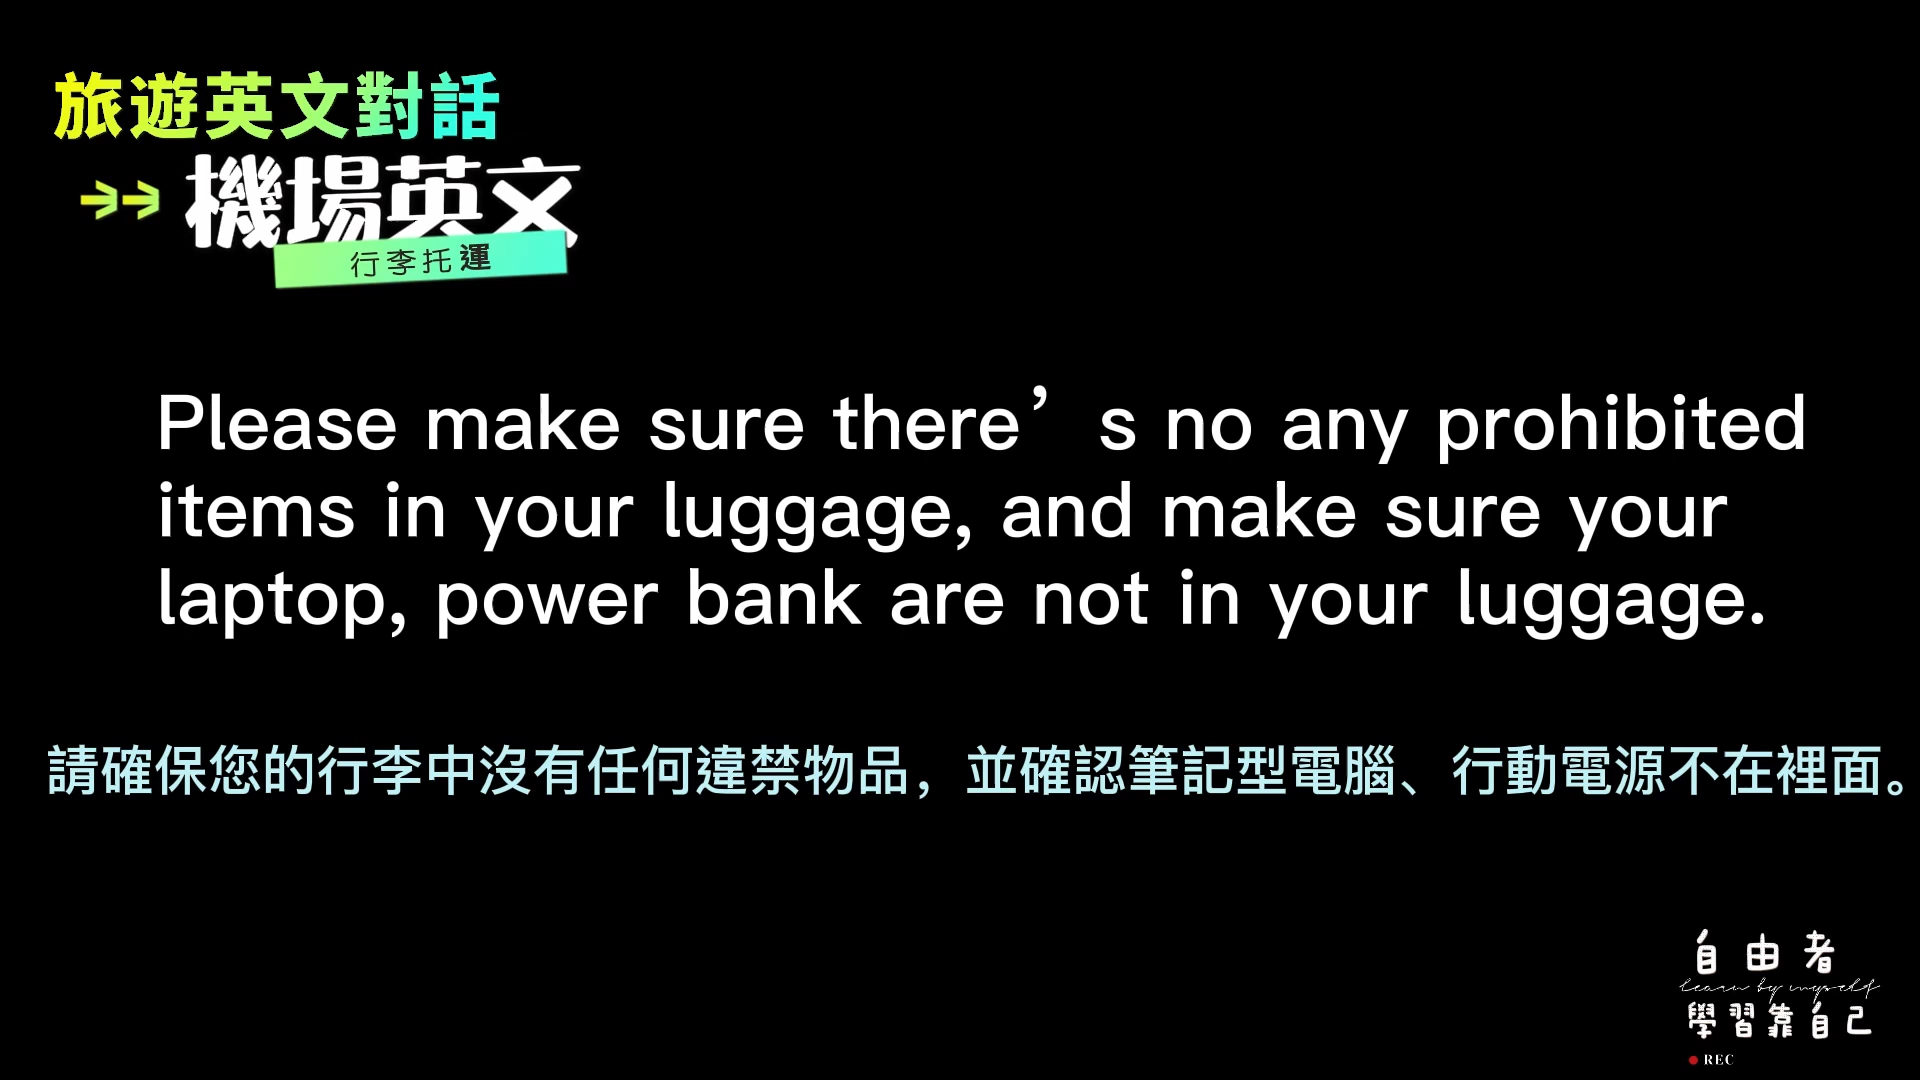 旅遊英文對話
機場英文
行李托運
Please make sure there’s no any prohibited
items in your luggage, and make sure your
laptop, power bank are not in your luggage.
請確保您的行李中沒有任何違禁物品，並確認筆記型電腦、行動電源不在裡面。
自由者
learn by myself
學習靠自己
REC